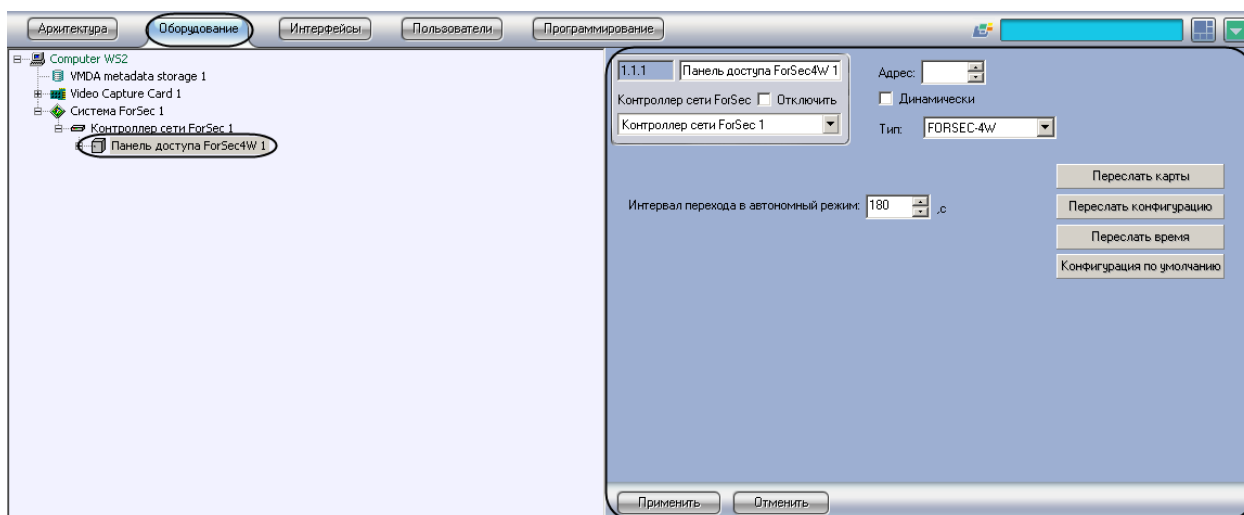 Архитектура Оборудование Интерфейсы Пользователи Программирование
Computer WS2
VMDA metadata storage 1
Video Capture Card 1
Система ForSec 1
Контроллер сети ForSec 1
Панель доступа ForSec4W 1
1.1.1 Панель доступа ForSec4W 1
Контроллер сети ForSec Отключить
Контроллер сети ForSec 1
Адрес:
Динамически
Тип: FORSEC-4W
Интервал перехода в автономный режим: 180 ,с
Переслать карты
Переслать конфигурацию
Переслать время
Конфигурация по умолчанию
Применить Отменить